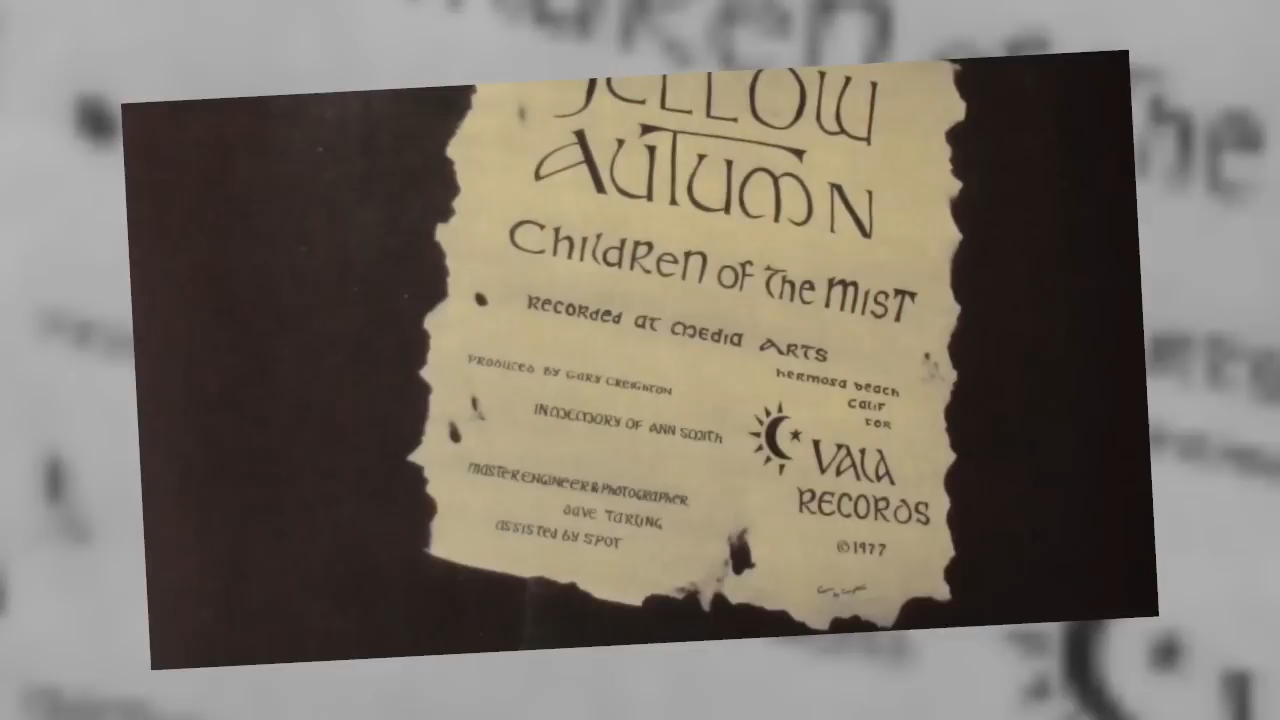 YELLOW
AUTUMN
Children of The Mist
Recorded at Media Arts
Hermosa Beach
Calif
for
Produced by Gary Creighton
In Memory of Ann Smith
Vala
Records
©1977
Master Engineer & Photographer
Dave Tarling
Assisted by Spot